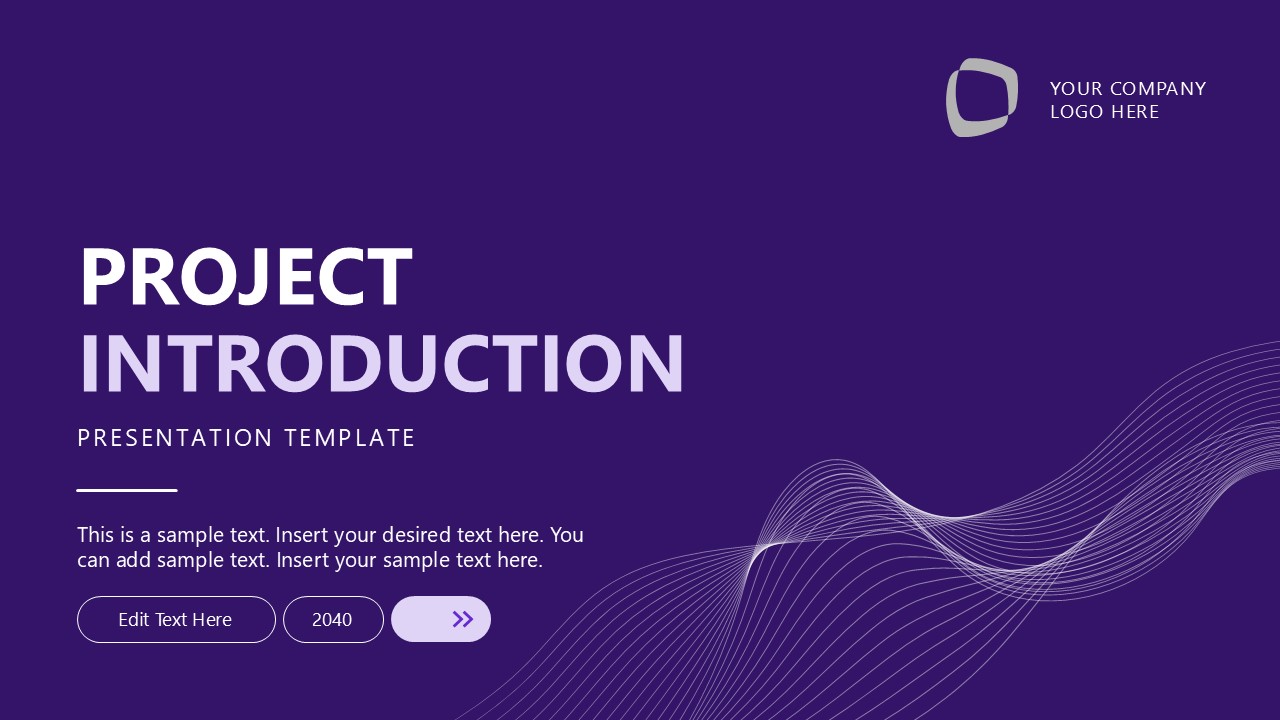 YOUR COMPANY
LOGO HERE
PROJECT
INTRODUCTION
PRESENTATION TEMPLATE
This is a sample text. Insert your desired text here. You
can add sample text. Insert your sample text here.
Edit Text Here
2040